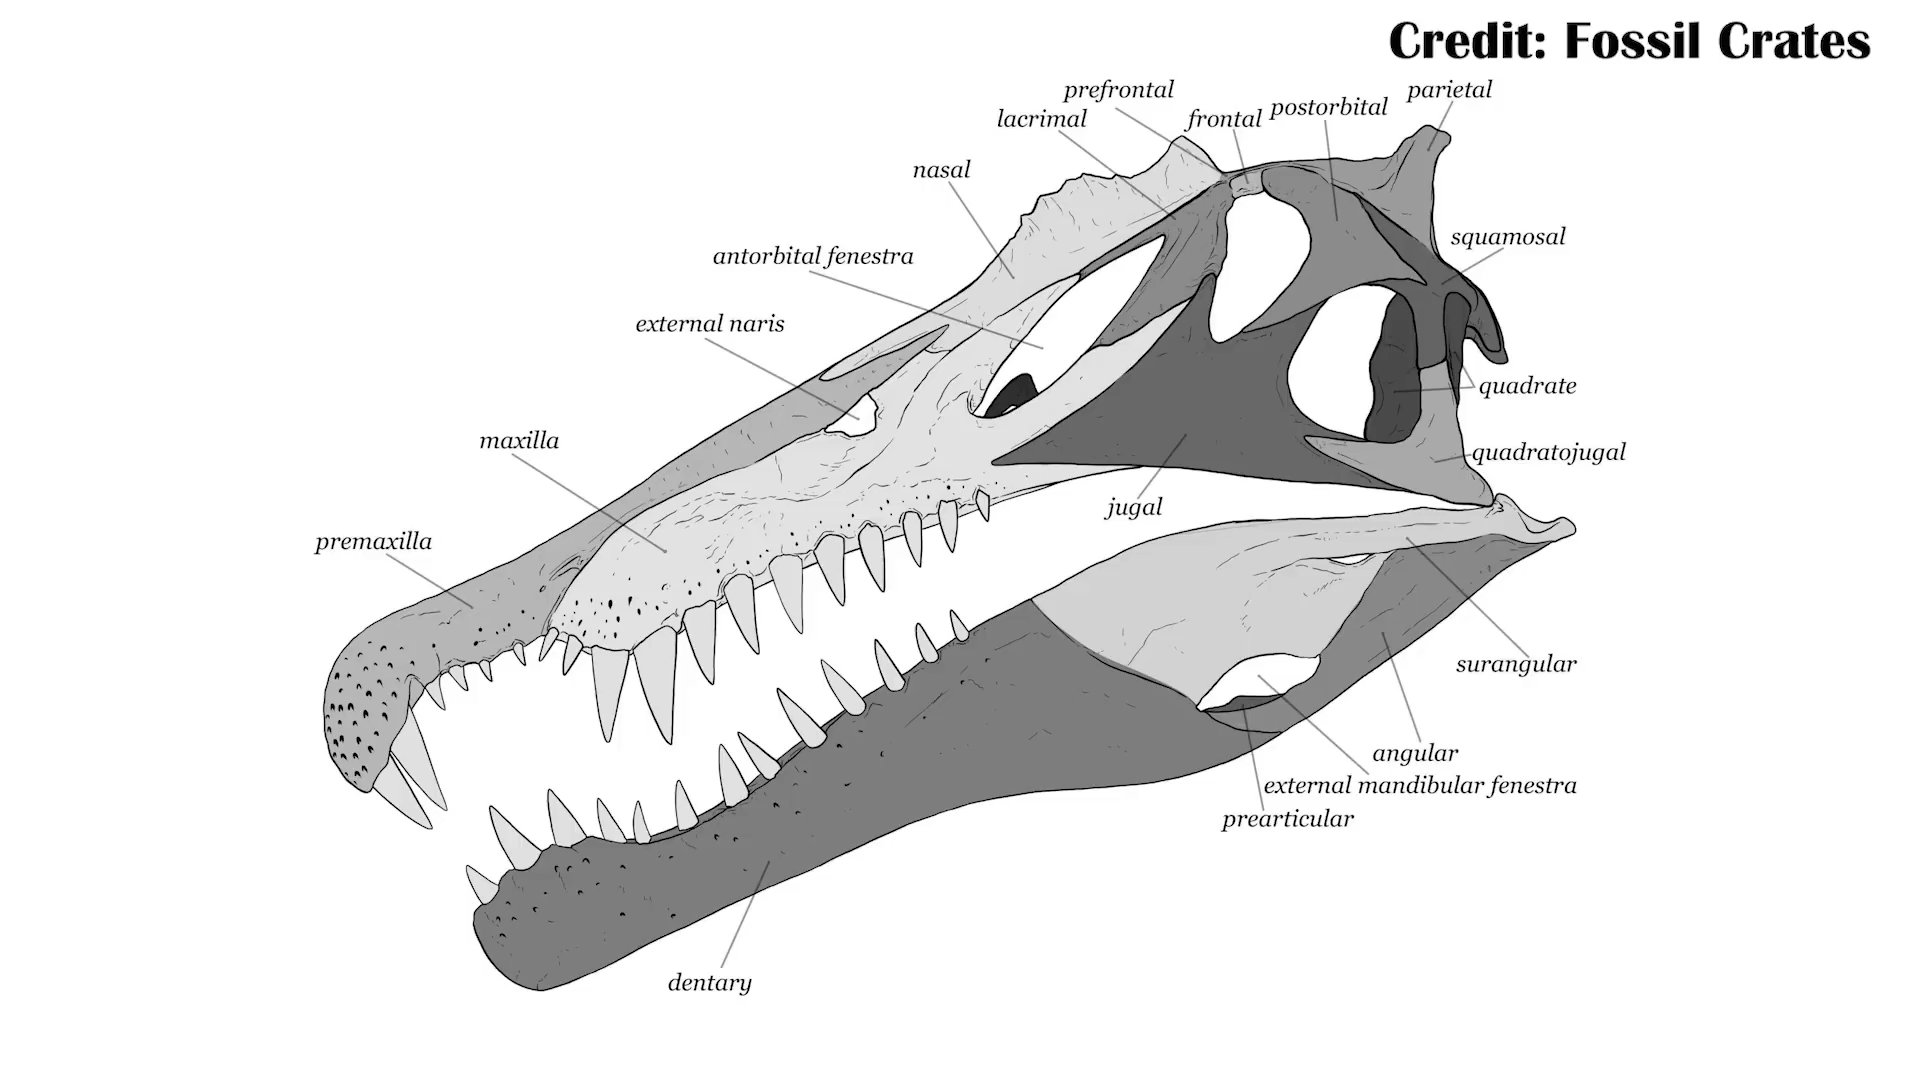 Credit: Fossil Crates
prefrontal
parietal
lacrimal
frontal
postorbital
nasal
squamosal
antorbital fenestra
external naris
quadrate
maxilla
quadratojugal
jugal
premaxilla
surangular
angular
external mandibular fenestra
prearticular
dentary